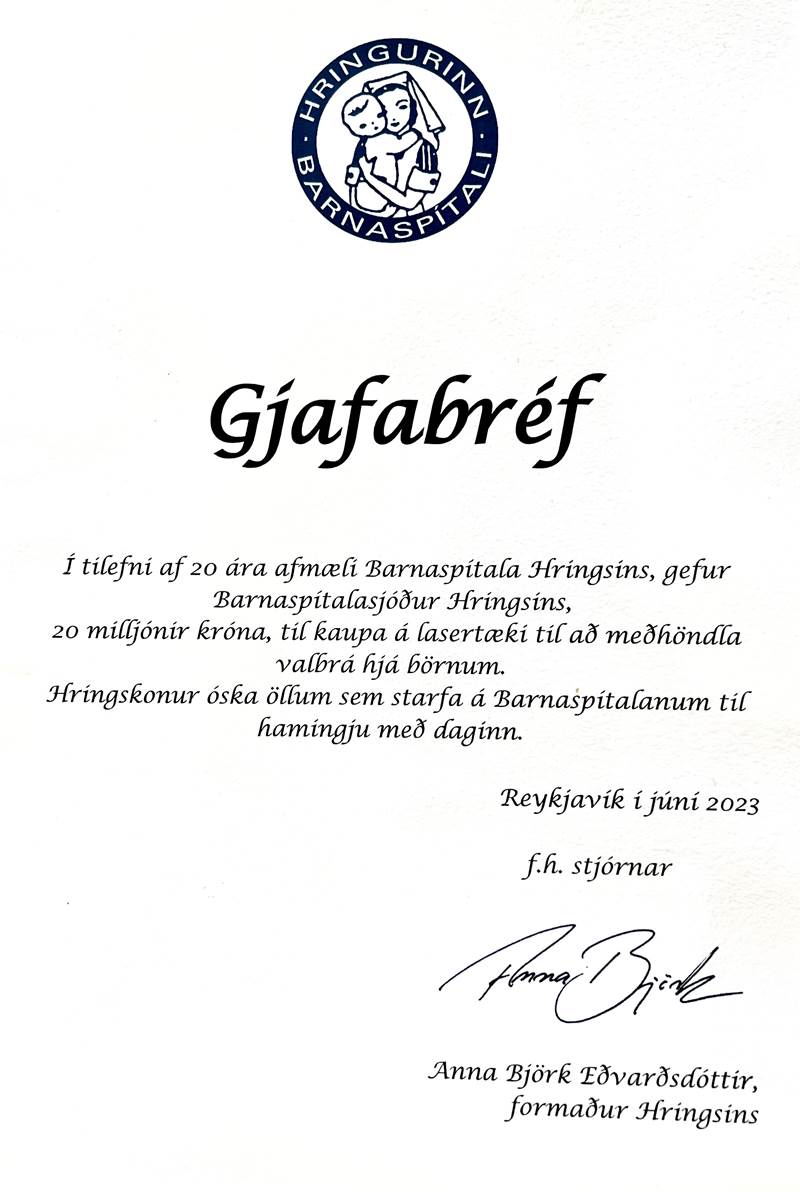 HRINGURINN
BARNASPÍTALI
Gjafabréf
Í tilefni af 20 ára afmæli Barnaspítala Hringsins, gefur
Barnaspítalasjóður Hringsins,
20 milljónir króna, til kaupa á lasertæki til að meðhöndla
valbrá hjá börnum.
Hringskonur óska öllum sem starfa á Barnaspítalanum til
hamingju með daginn.
Reykjavík í júní 2023
f.h. stjórnar
Anna Björk
Anna Björk Eðvarðsdóttir,
formaður Hringsins